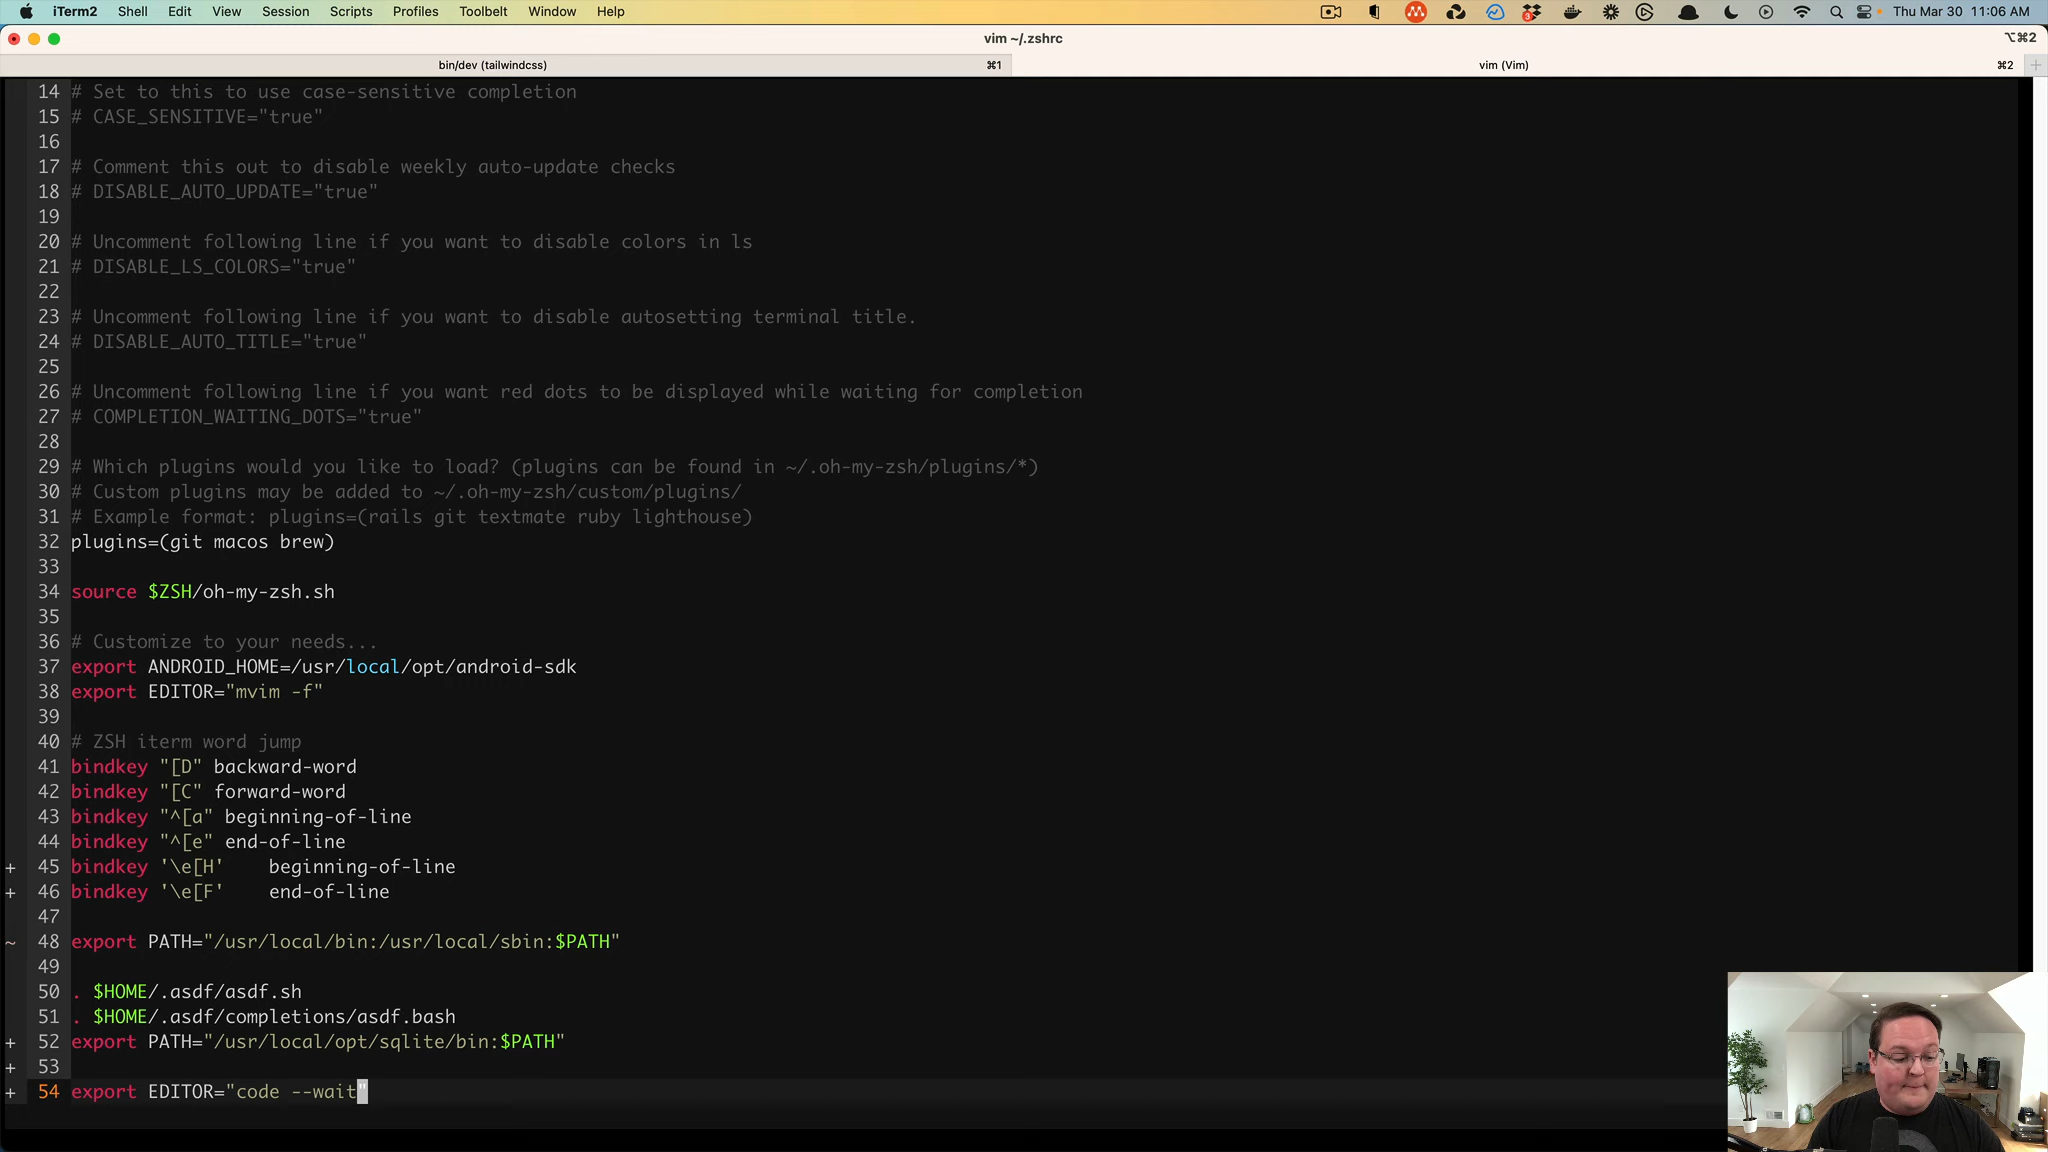 iTerm2 Shell Edit View Session Scripts Profiles Toolbelt Window Help 3 Thu Mar 30 11:06 AM
vim ~/.zshrc ⌥⌘2
bin/dev (tailwindcss) ⌘1 vim (Vim) ⌘2 +
14 # Set to this to use case-sensitive completion
15 # CASE_SENSITIVE="true"
16
17 # Comment this out to disable weekly auto-update checks
18 # DISABLE_AUTO_UPDATE="true"
19
20 # Uncomment following line if you want to disable colors in ls
21 # DISABLE_LS_COLORS="true"
22
23 # Uncomment following line if you want to disable autosetting terminal title.
24 # DISABLE_AUTO_TITLE="true"
25
26 # Uncomment following line if you want red dots to be displayed while waiting for completion
27 # COMPLETION_WAITING_DOTS="true"
28
29 # Which plugins would you like to load? (plugins can be found in ~/.oh-my-zsh/plugins/*)
30 # Custom plugins may be added to ~/.oh-my-zsh/custom/plugins/
31 # Example format: plugins=(rails git textmate ruby lighthouse)
32 plugins=(git macos brew)
33
34 source $ZSH/oh-my-zsh.sh
35
36 # Customize to your needs...
37 export ANDROID_HOME=/usr/local/opt/android-sdk
38 export EDITOR="mvim -f"
39
40 # ZSH iterm word jump
41 bindkey "[D" backward-word
42 bindkey "[C" forward-word
43 bindkey "^[a" beginning-of-line
44 bindkey "^[e" end-of-line
+ 45 bindkey '\e[H'    beginning-of-line
+ 46 bindkey '\e[F'    end-of-line
47
~ 48 export PATH="/usr/local/bin:/usr/local/sbin:$PATH"
49
50 . $HOME/.asdf/asdf.sh
51 . $HOME/.asdf/completions/asdf.bash
+ 52 export PATH="/usr/local/opt/sqlite/bin:$PATH"
+ 53
+ 54 export EDITOR="code --wait"